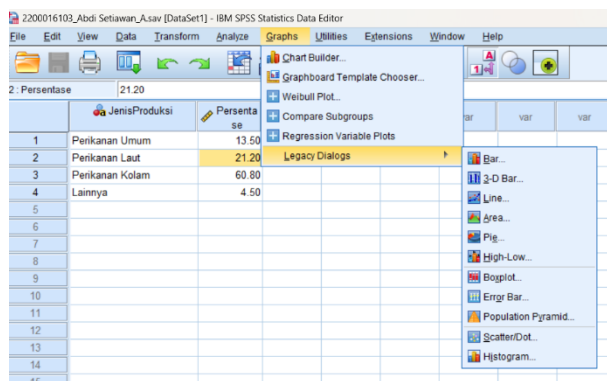 2200016103_Abdi Setiawan_A.sav [DataSet1] - IBM SPSS Statistics Data Editor
File Edit View Data Transform Analyze Graphs Utilities Extensions Window Help
Chart Builder...
Graphboard Template Chooser...
Weibull Plot...
Compare Subgroups
Regression Variable Plots
Legacy Dialogs
Bar...
3-D Bar...
Line...
Area...
Pie...
High-Low...
Boxplot...
Error Bar...
Population Pyramid...
Scatter/Dot...
Histogram...
2 : Persentase 21.20
JenisProduksi Persenta
se
var var
1 Perikanan Umum 13.50
2 Perikanan Laut 21.20
3 Perikanan Kolam 60.80
4 Lainnya 4.50
5
6
7
8
9
10
11
12
13
14